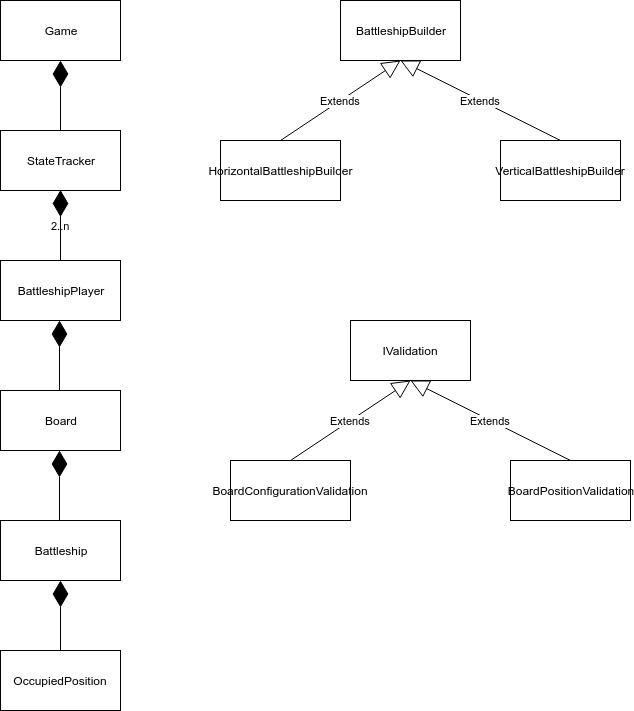 Game
BattleshipBuilder
Extends
Extends
StateTracker
HorizontalBattleshipBuilder
VerticalBattleshipBuilder
2..n
BattleshipPlayer
IValidation
Board
Extends
Extends
BoardConfigurationValidation
BoardPositionValidation
Battleship
OccupiedPosition